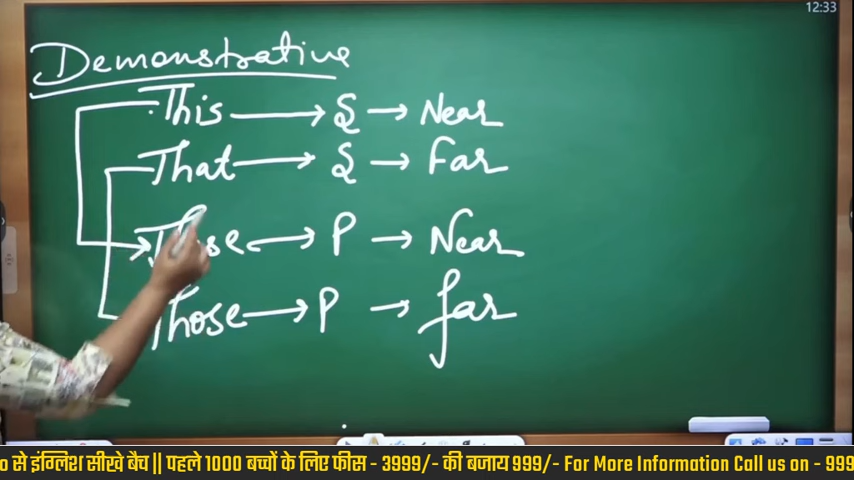 12:33
Demonstrative
This → S → Near
That → S → Far
→ P → Near
Those → P → far
से इंग्लिश सीखे बैच || पहले 1000 बच्चों के लिए फीस - 3999/- की बजाय 999/- For More Information Call us on - 999